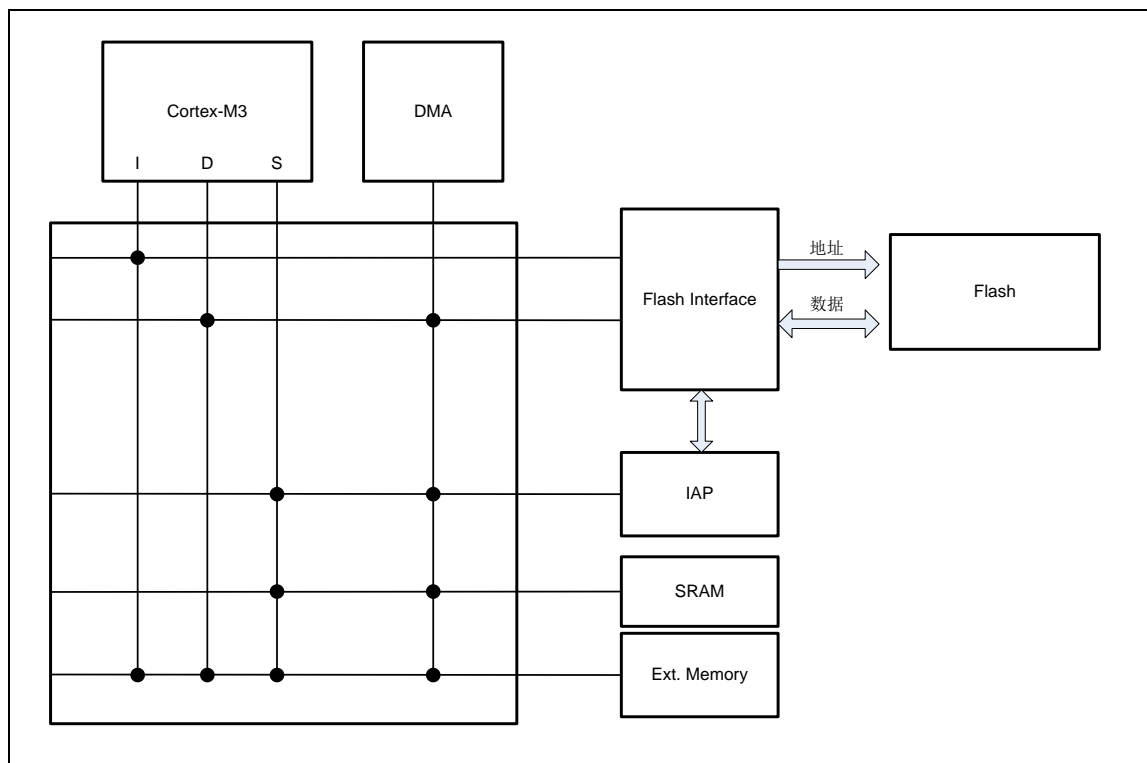 Cortex-M3
DMA
I D S
Flash Interface
地址
数据
Flash
IAP
SRAM
Ext. Memory